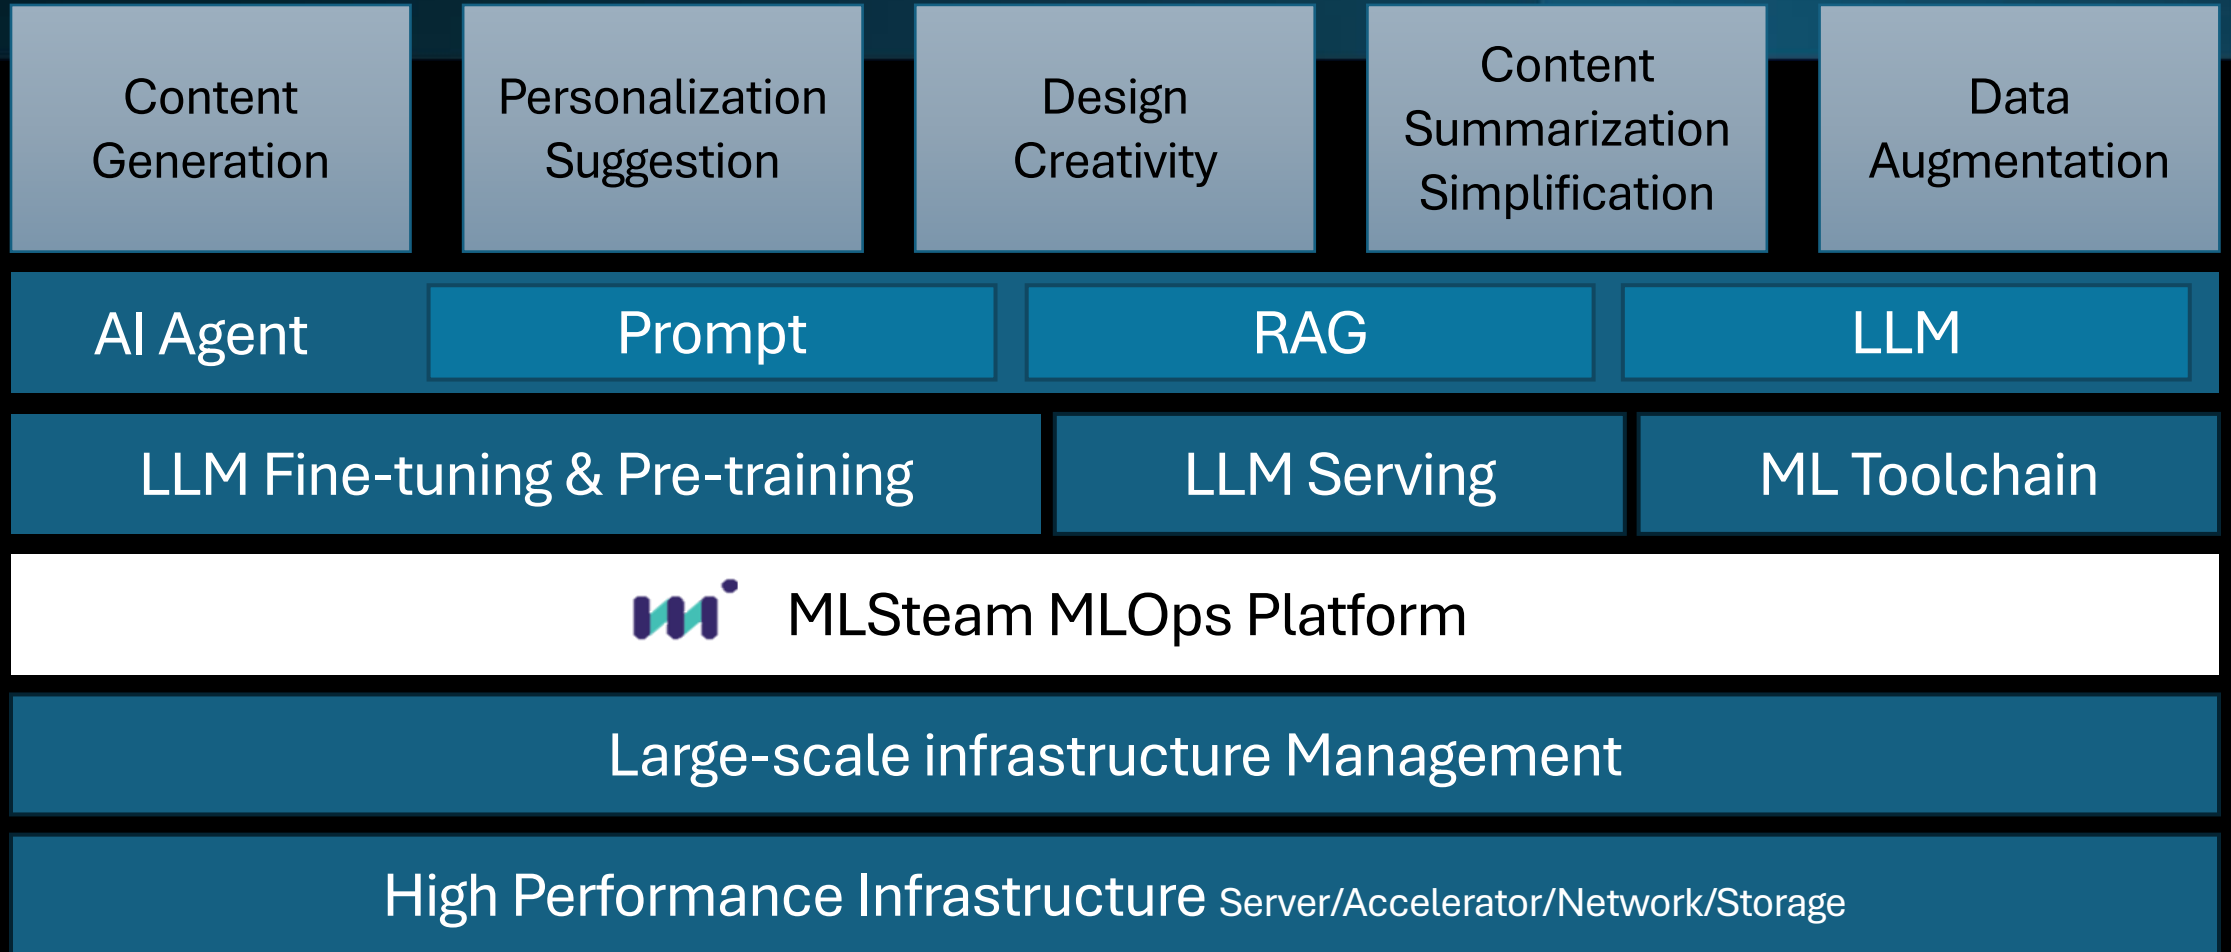 Content
Generation
Personalization
Suggestion
Design
Creativity
Content
Summarization
Simplification
Data
Augmentation
AI Agent
Prompt
RAG
LLM
LLM Fine-tuning & Pre-training
LLM Serving
ML Toolchain
MLSteam MLOps Platform
Large-scale infrastructure Management
High Performance Infrastructure Server/Accelerator/Network/Storage